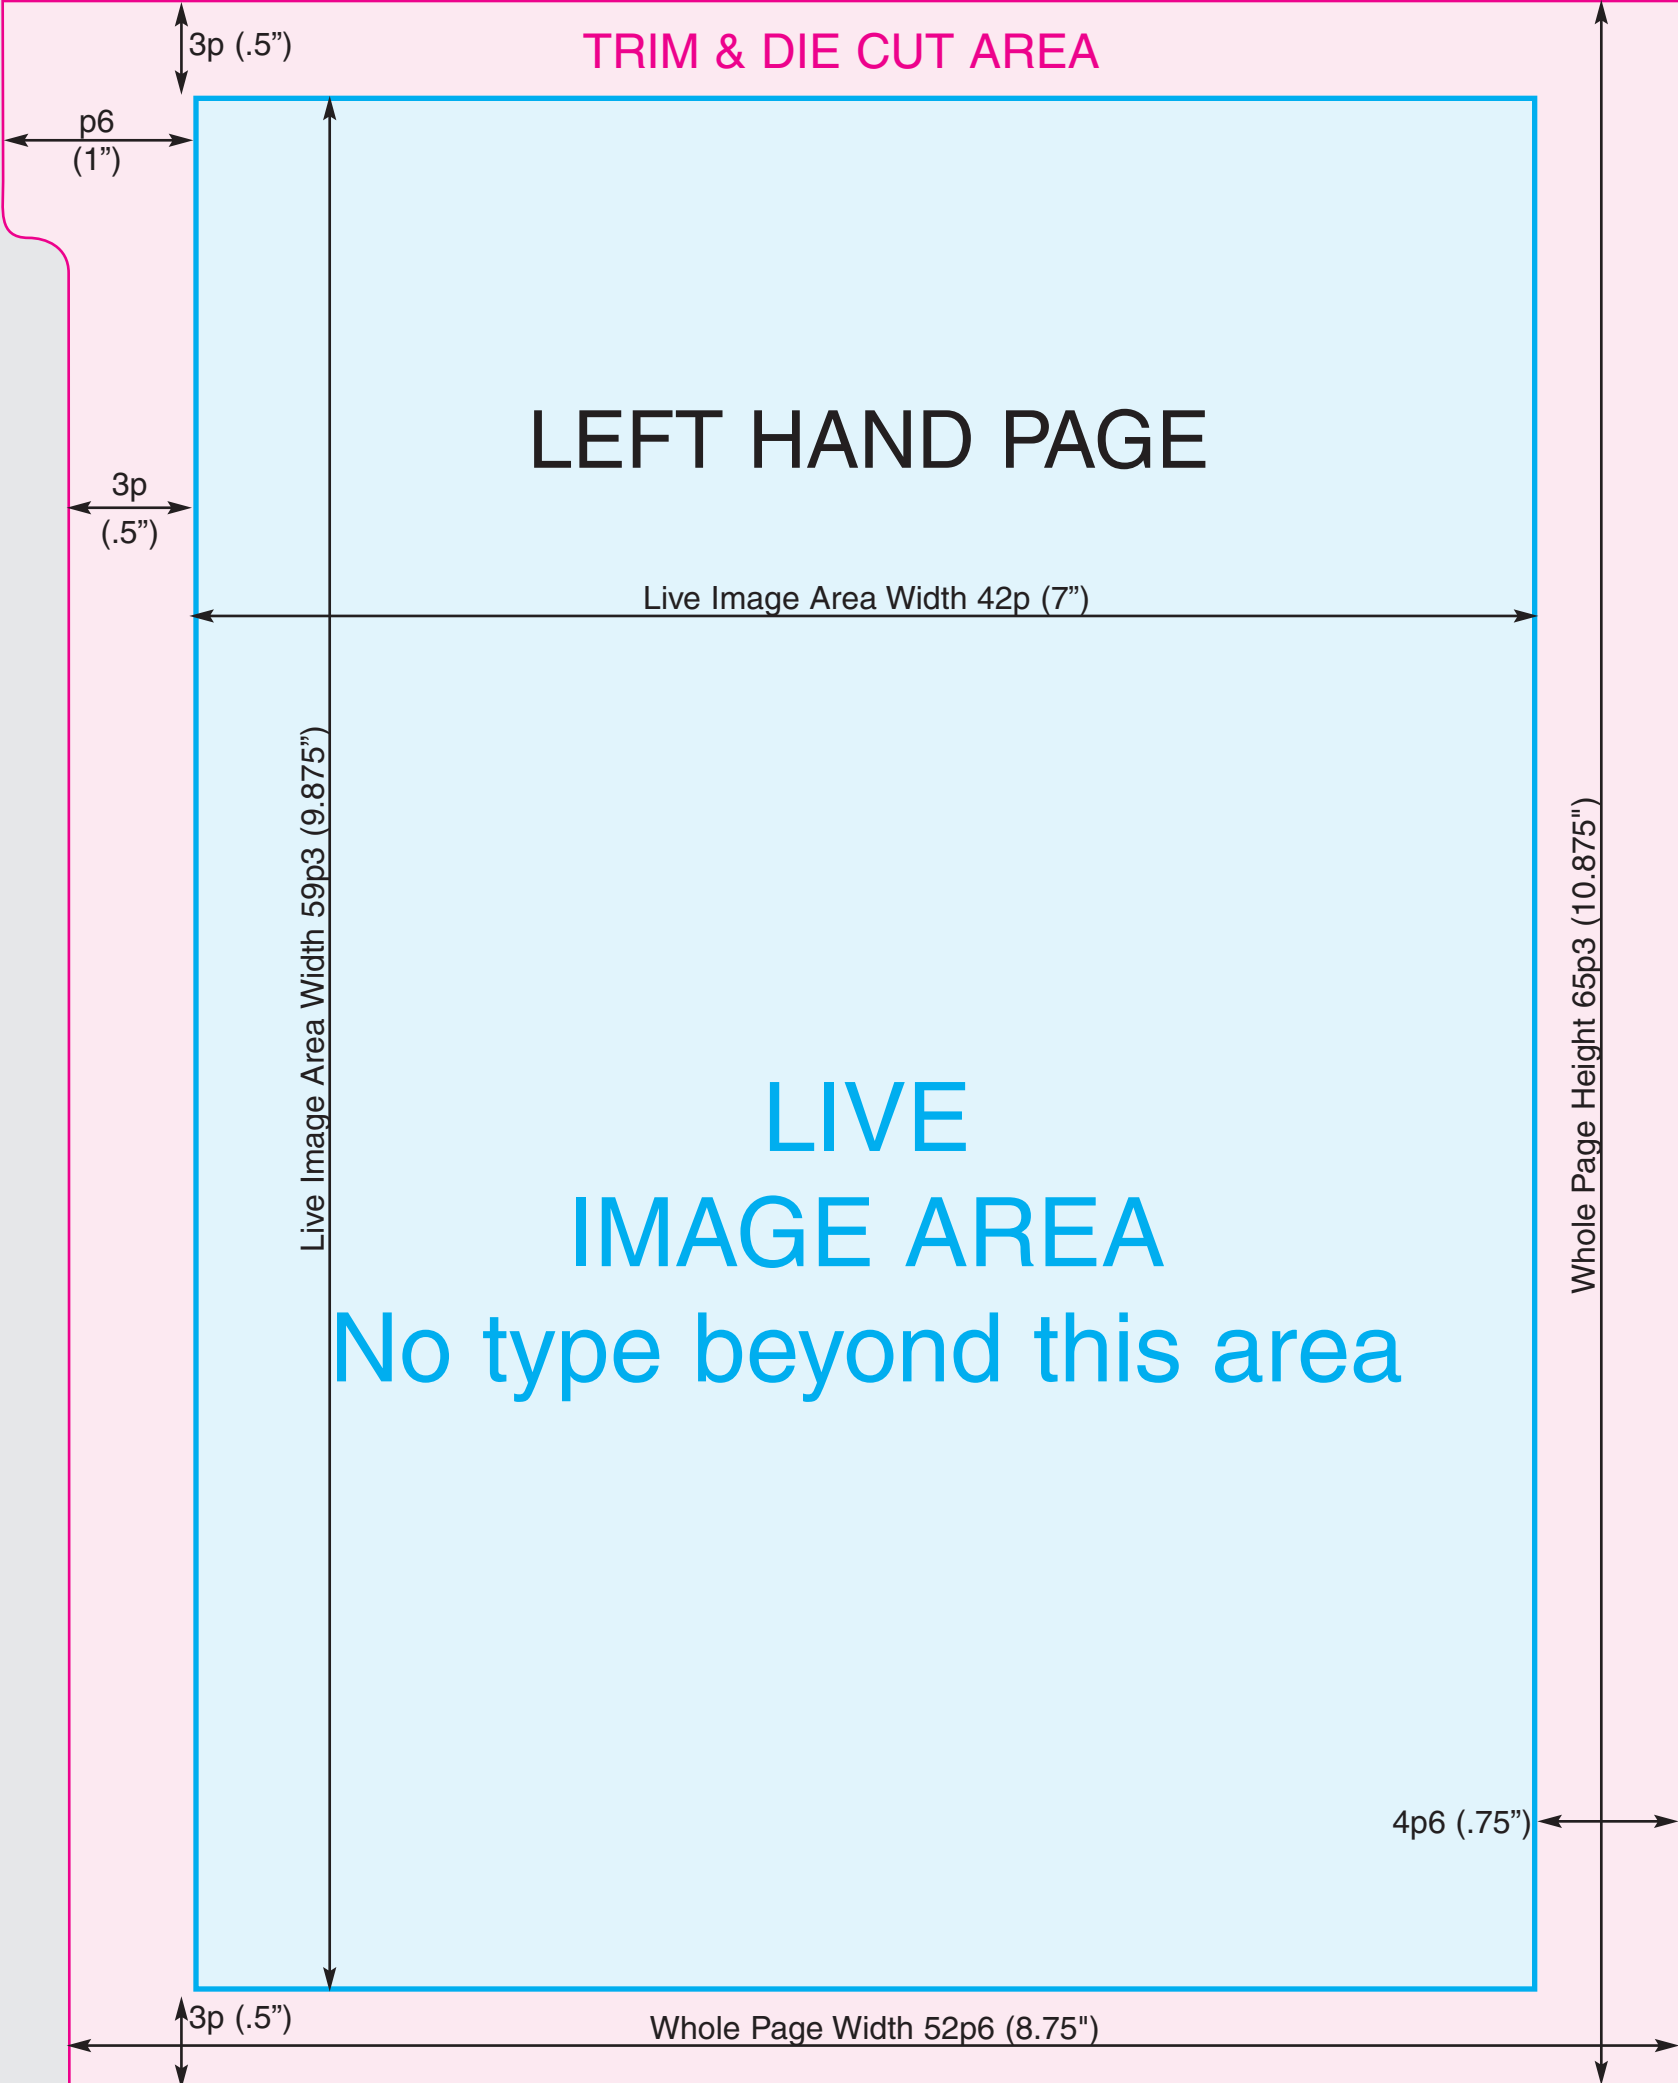 3p (.5”)
TRIM & DIE CUT AREA
p6
(1”)
LEFT HAND PAGE
3p
(.5”)
Live Image Area Width 42p (7”)
Live Image Area Width 59p3 (9.875”)
Whole Page Height 65p3 (10.875")
LIVE
IMAGE AREA
No type beyond this area
4p6 (.75”)
3p (.5”)
Whole Page Width 52p6 (8.75")